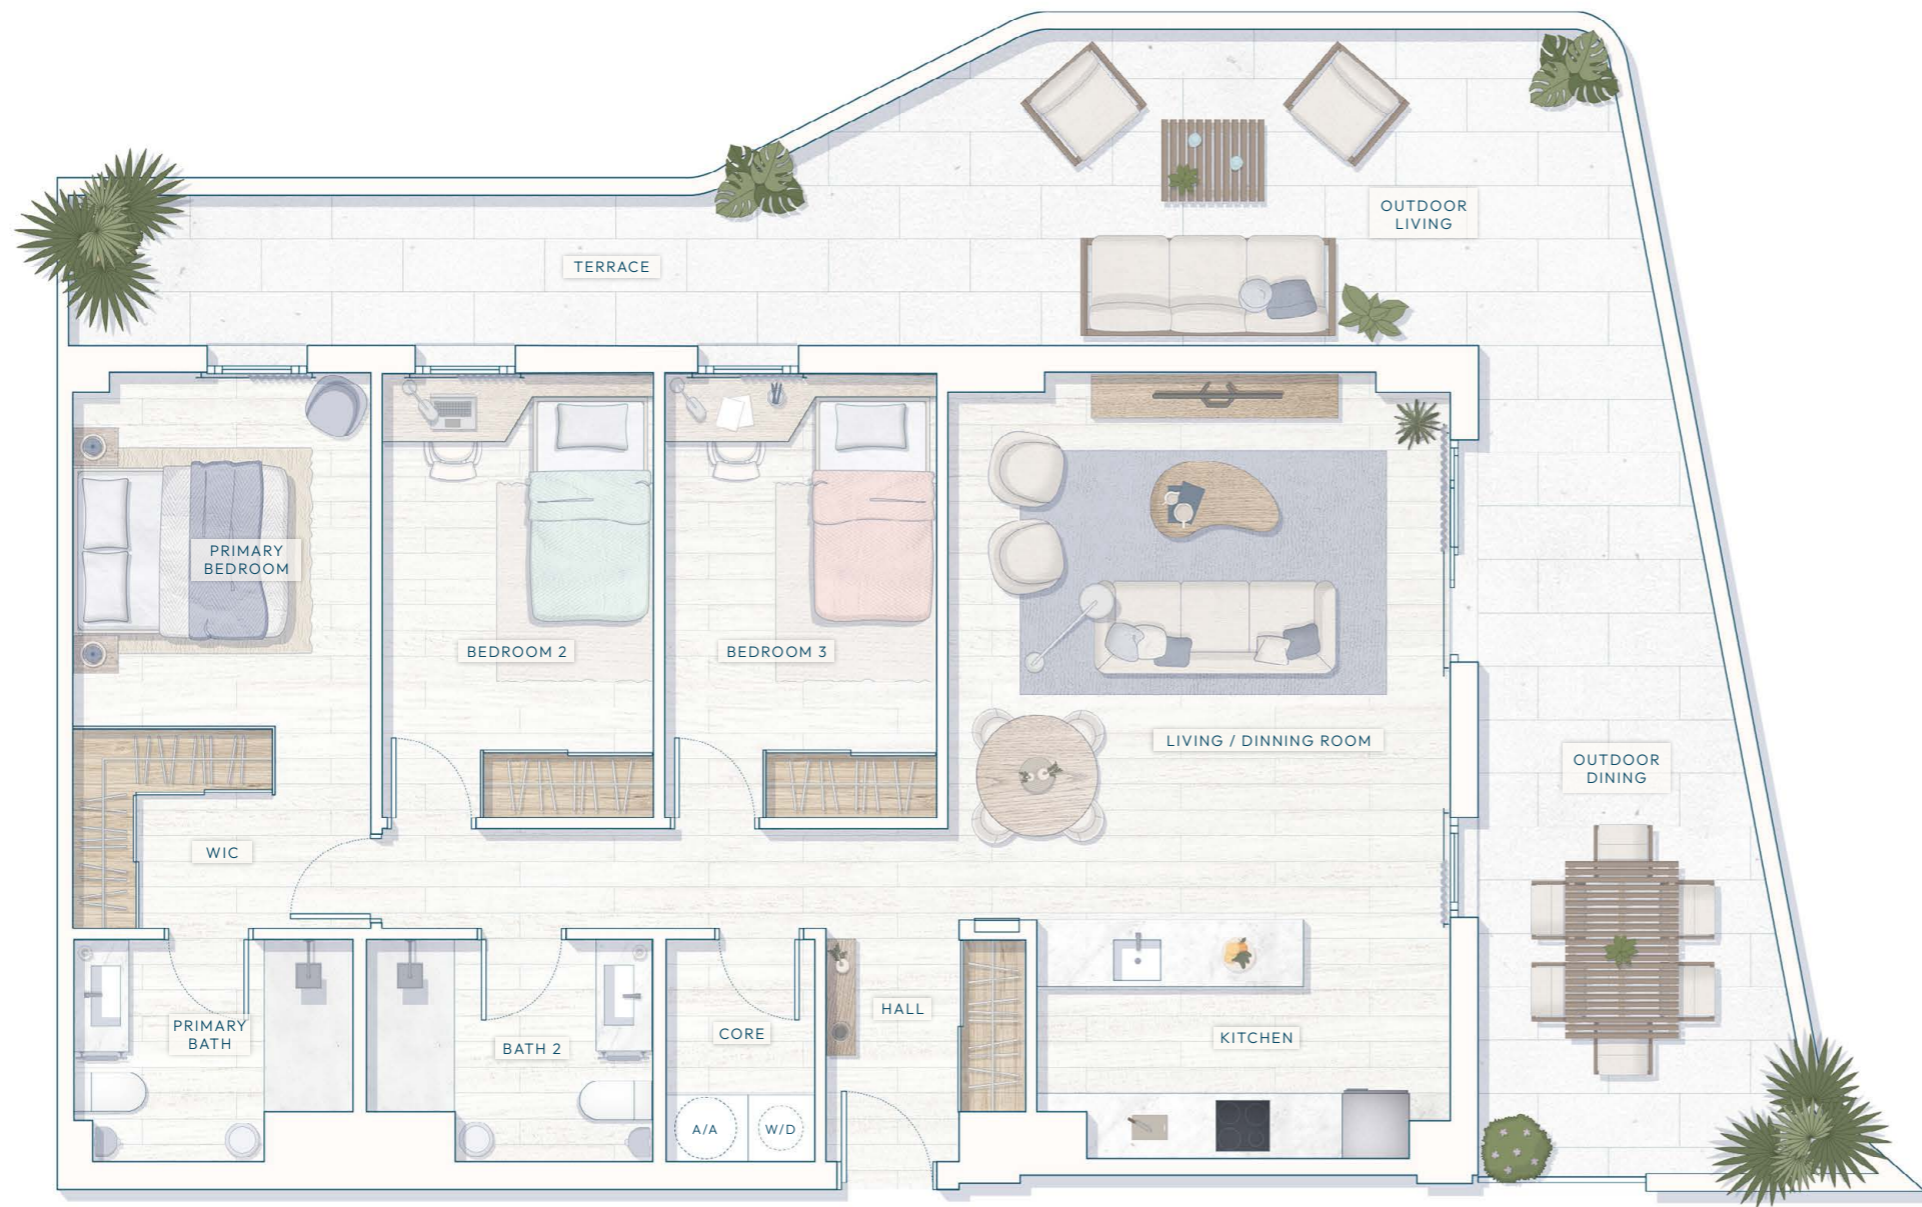 OUTDOOR
LIVING
TERRACE
PRIMARY
BEDROOM
BEDROOM 2
BEDROOM 3
LIVING / DINNING ROOM
OUTDOOR
DINING
WIC
PRIMARY
BATH
BATH 2
CORE
HALL
KITCHEN
A/A
W/D